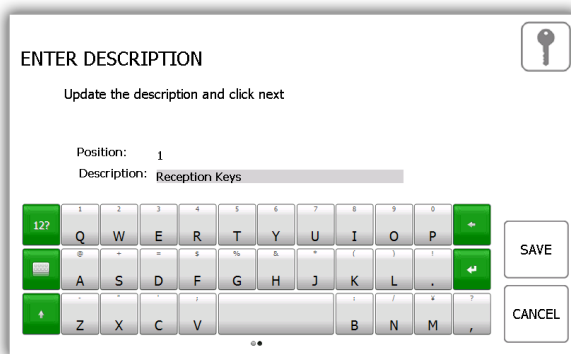 ENTER DESCRIPTION
Update the description and click next
Position: 1
Description: Reception Keys
1 2 3 4 5 6 7 8 9 0
12? Q W E R T Y U I O P
@ + = $ % & * ( ) !
A S D F G H J K L .
SAVE
- " ' ; : / ¥ ?
Z X C V B N M ,
CANCEL